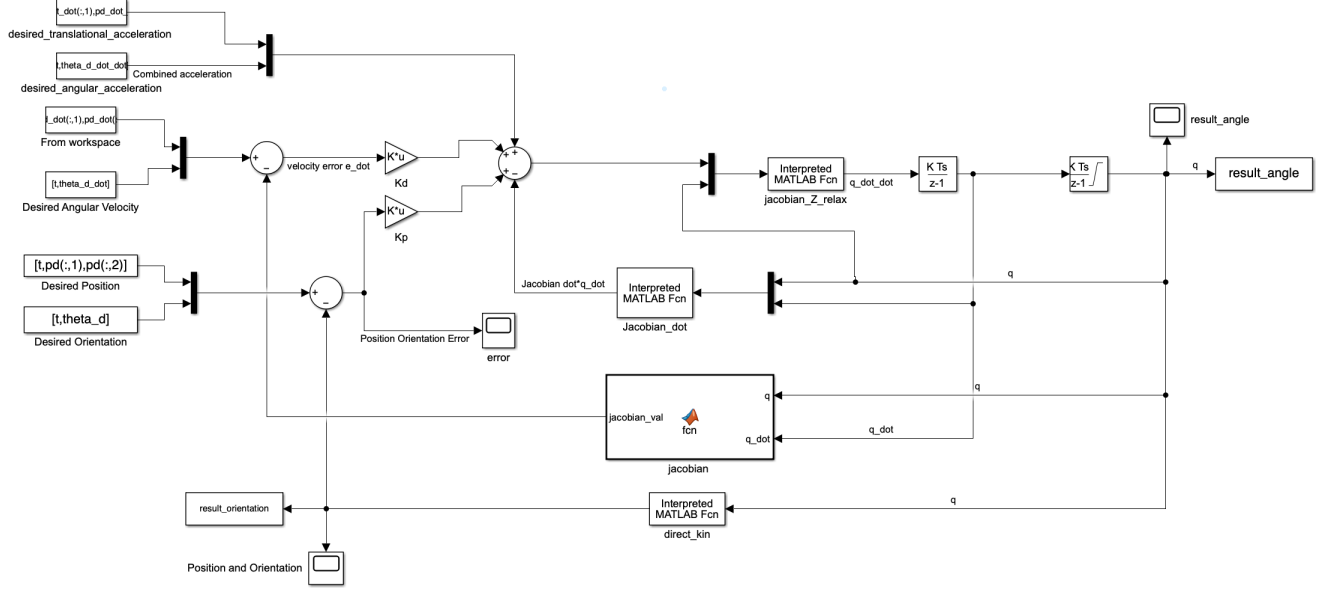 t_dot(:,1),pd_dot_
desired_translational_acceleration
t,theta_d_dot_dot
Combined acceleration
desired_angular_acceleration
l_dot(:,1),pd_dot(
From workspace
[t,theta_d_dot]
Desired Angular Velocity
+
−
velocity error e_dot
K*u
Kd
K*u
Kp
+
+
+
−
Interpreted
MATLAB Fcn
jacobian_Z_relax
q_dot_dot
K Ts
z-1
K Ts
z-1
result_angle
q
result_angle
[t,pd(:,1),pd(:,2)]
Desired Position
[t,theta_d]
Desired Orientation
+
−
Position Orientation Error
error
Jacobian dot*q_dot
Interpreted
MATLAB Fcn
Jacobian_dot
q
q
jacobian_val
fcn
q
q_dot
q_dot
jacobian
result_orientation
Interpreted
MATLAB Fcn
direct_kin
q
Position and Orientation